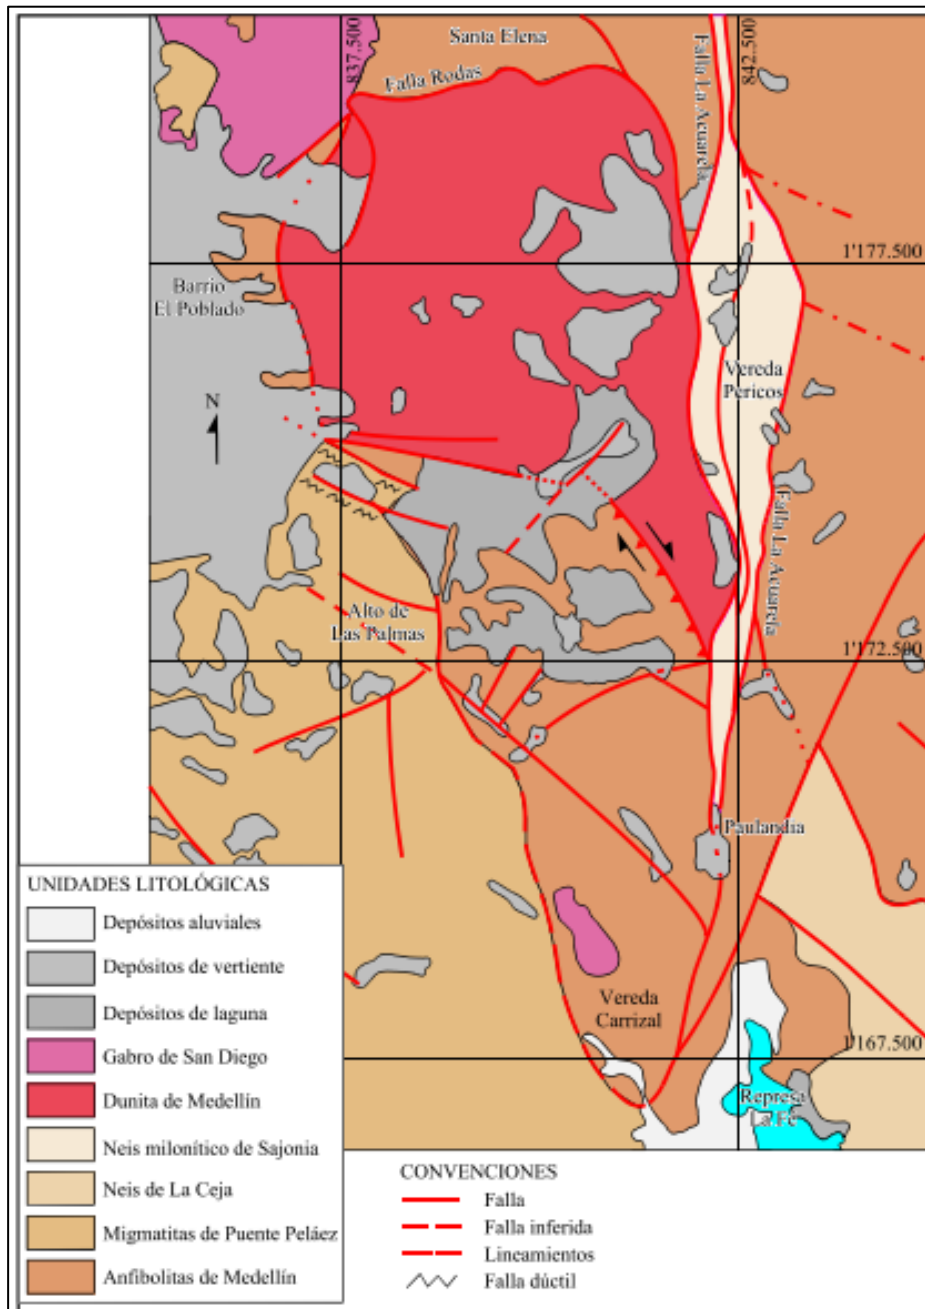 Santa Elena
837.500
Falla Rodas
Falla La Acuarela
842.500
1'177.500
Barrio
El Poblado
Vereda
Pericos
N
Falla La Acuarela
Alto de
Las Palmas
1'172.500
Paulandia
Vereda
Carrizal
1'167.500
Represa
La Fé
UNIDADES LITOLÓGICAS
Depósitos aluviales
Depósitos de vertiente
Depósitos de laguna
Gabro de San Diego
Dunita de Medellín
Neis milonítico de Sajonia
Neis de La Ceja
Migmatitas de Puente Peláez
Anfibolitas de Medellín
CONVENCIONES
Falla
Falla inferida
Lineamientos
Falla dúctil